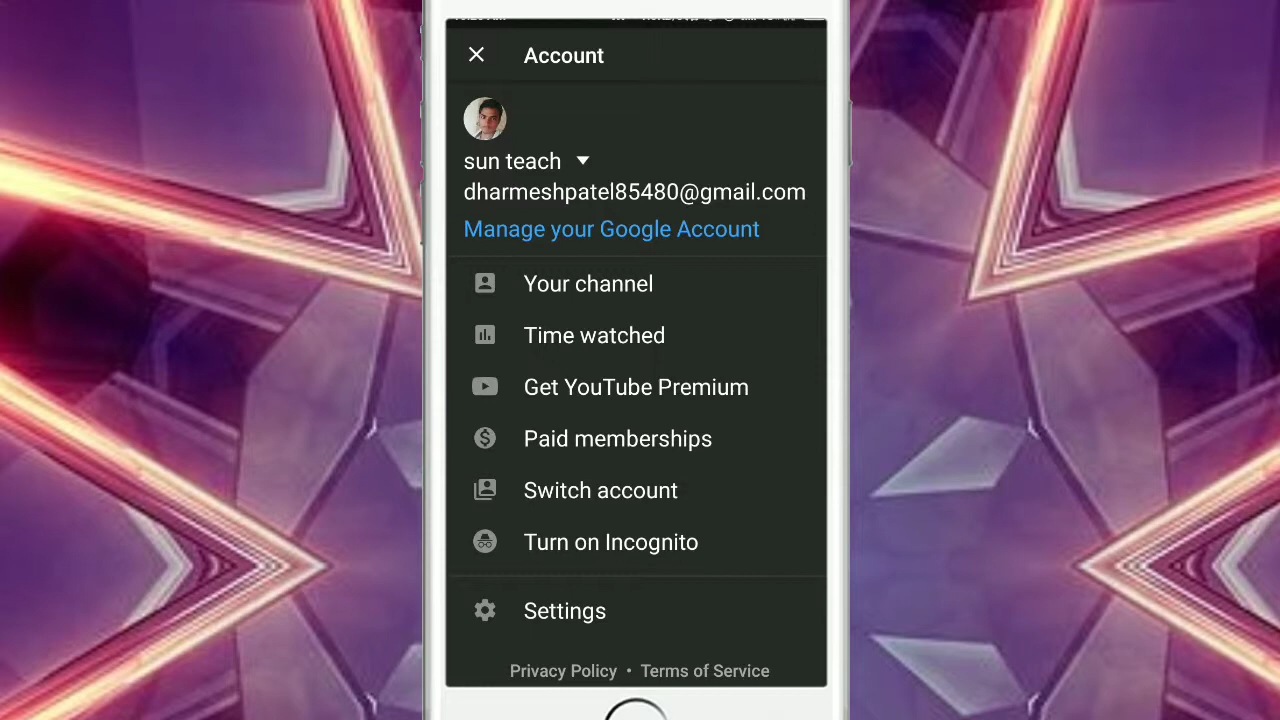 Account
sun teach
dharmeshpatel85480@gmail.com
Manage your Google Account
Your channel
Time watched
Get YouTube Premium
Paid memberships
Switch account
Turn on Incognito
Settings
Privacy Policy • Terms of Service